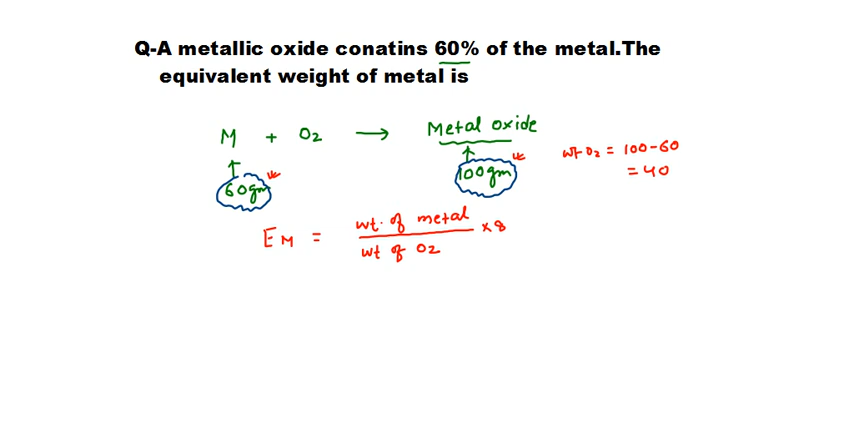 Q-A metallic oxide conatins 60% of the metal.The
equivalent weight of metal is
M + O2 → Metal oxide
60gm 100gm
wt O2 = 100-60
= 40
EM = wt. of metal / wt of O2 × 8